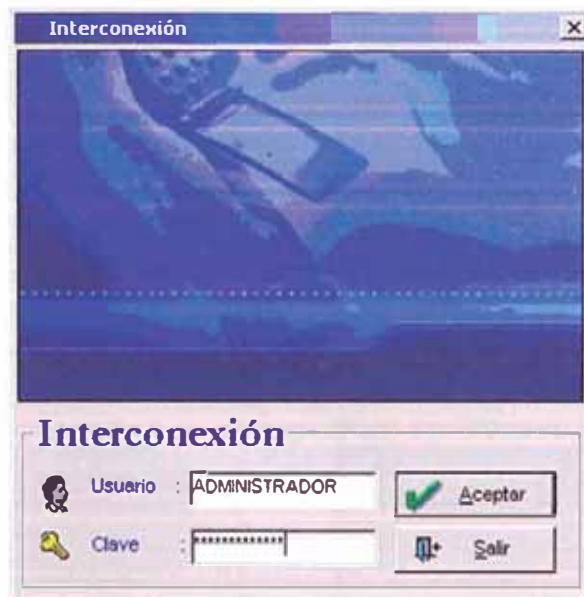 Interconexión
Interconexión
Usuario : ADMINISTRADOR
Aceptar
Clave : *************
Salir